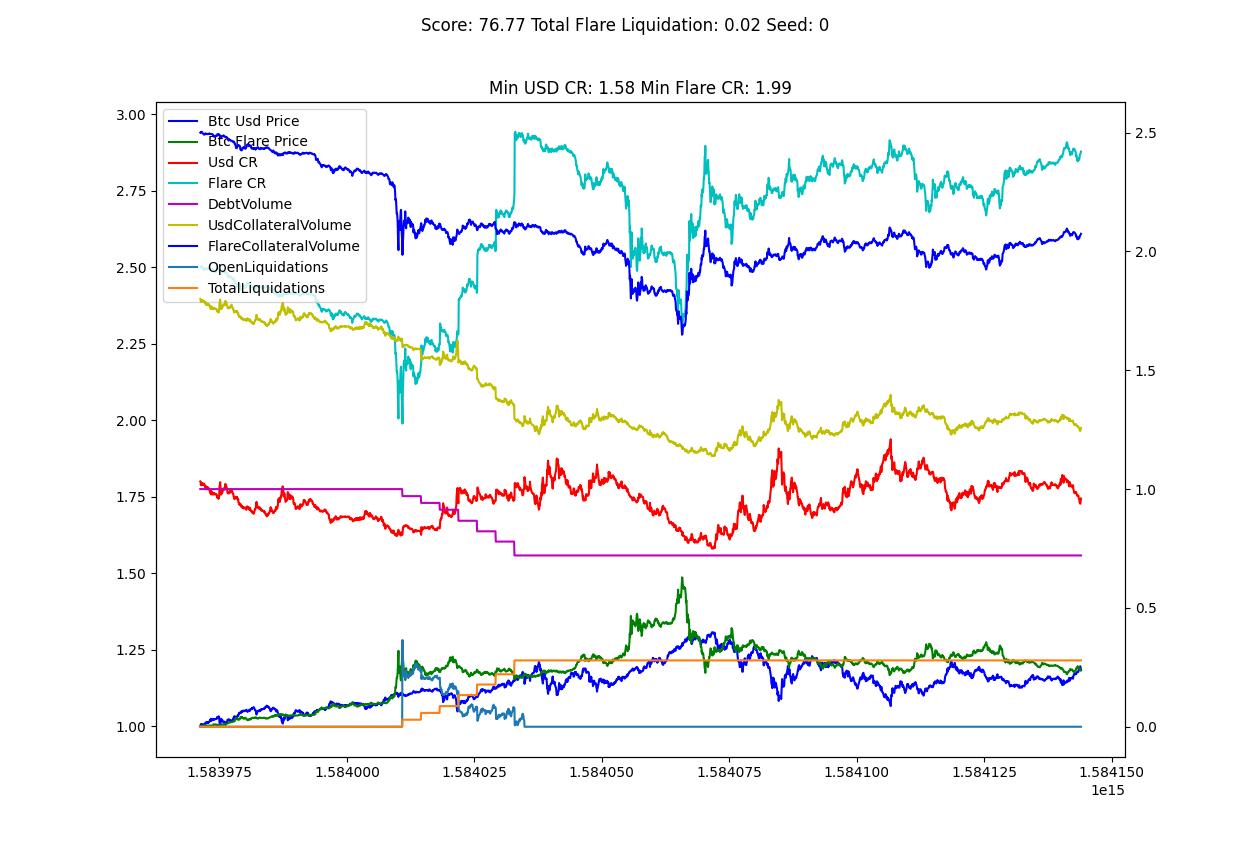 Score: 76.77 Total Flare Liquidation: 0.02 Seed: 0
Min USD CR: 1.58 Min Flare CR: 1.99
3.00
2.75
2.50
2.25
2.00
1.75
1.50
1.25
1.00
Btc Usd Price
Btc Flare Price
Usd CR
Flare CR
DebtVolume
UsdCollateralVolume
FlareCollateralVolume
OpenLiquidations
TotalLiquidations
2.5
2.0
1.5
1.0
0.5
0.0
1.583975 1.584000 1.584025 1.584050 1.584075 1.584100 1.584125 1.584150
1e15